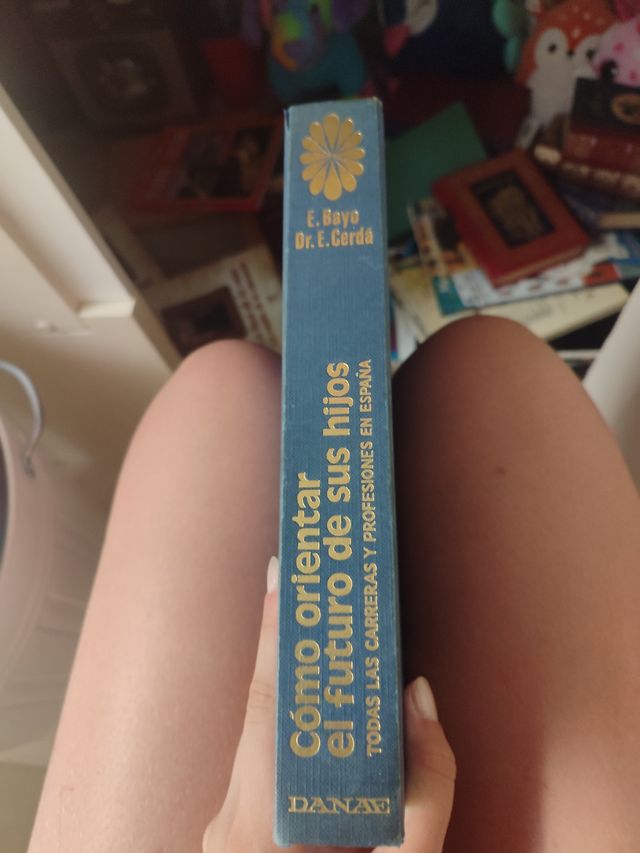 E. Bayo
Dr. E. Cerdá
Cómo orientar
el futuro de sus hijos
TODAS LAS CARRERAS Y PROFESIONES EN ESPAÑA
DANAE